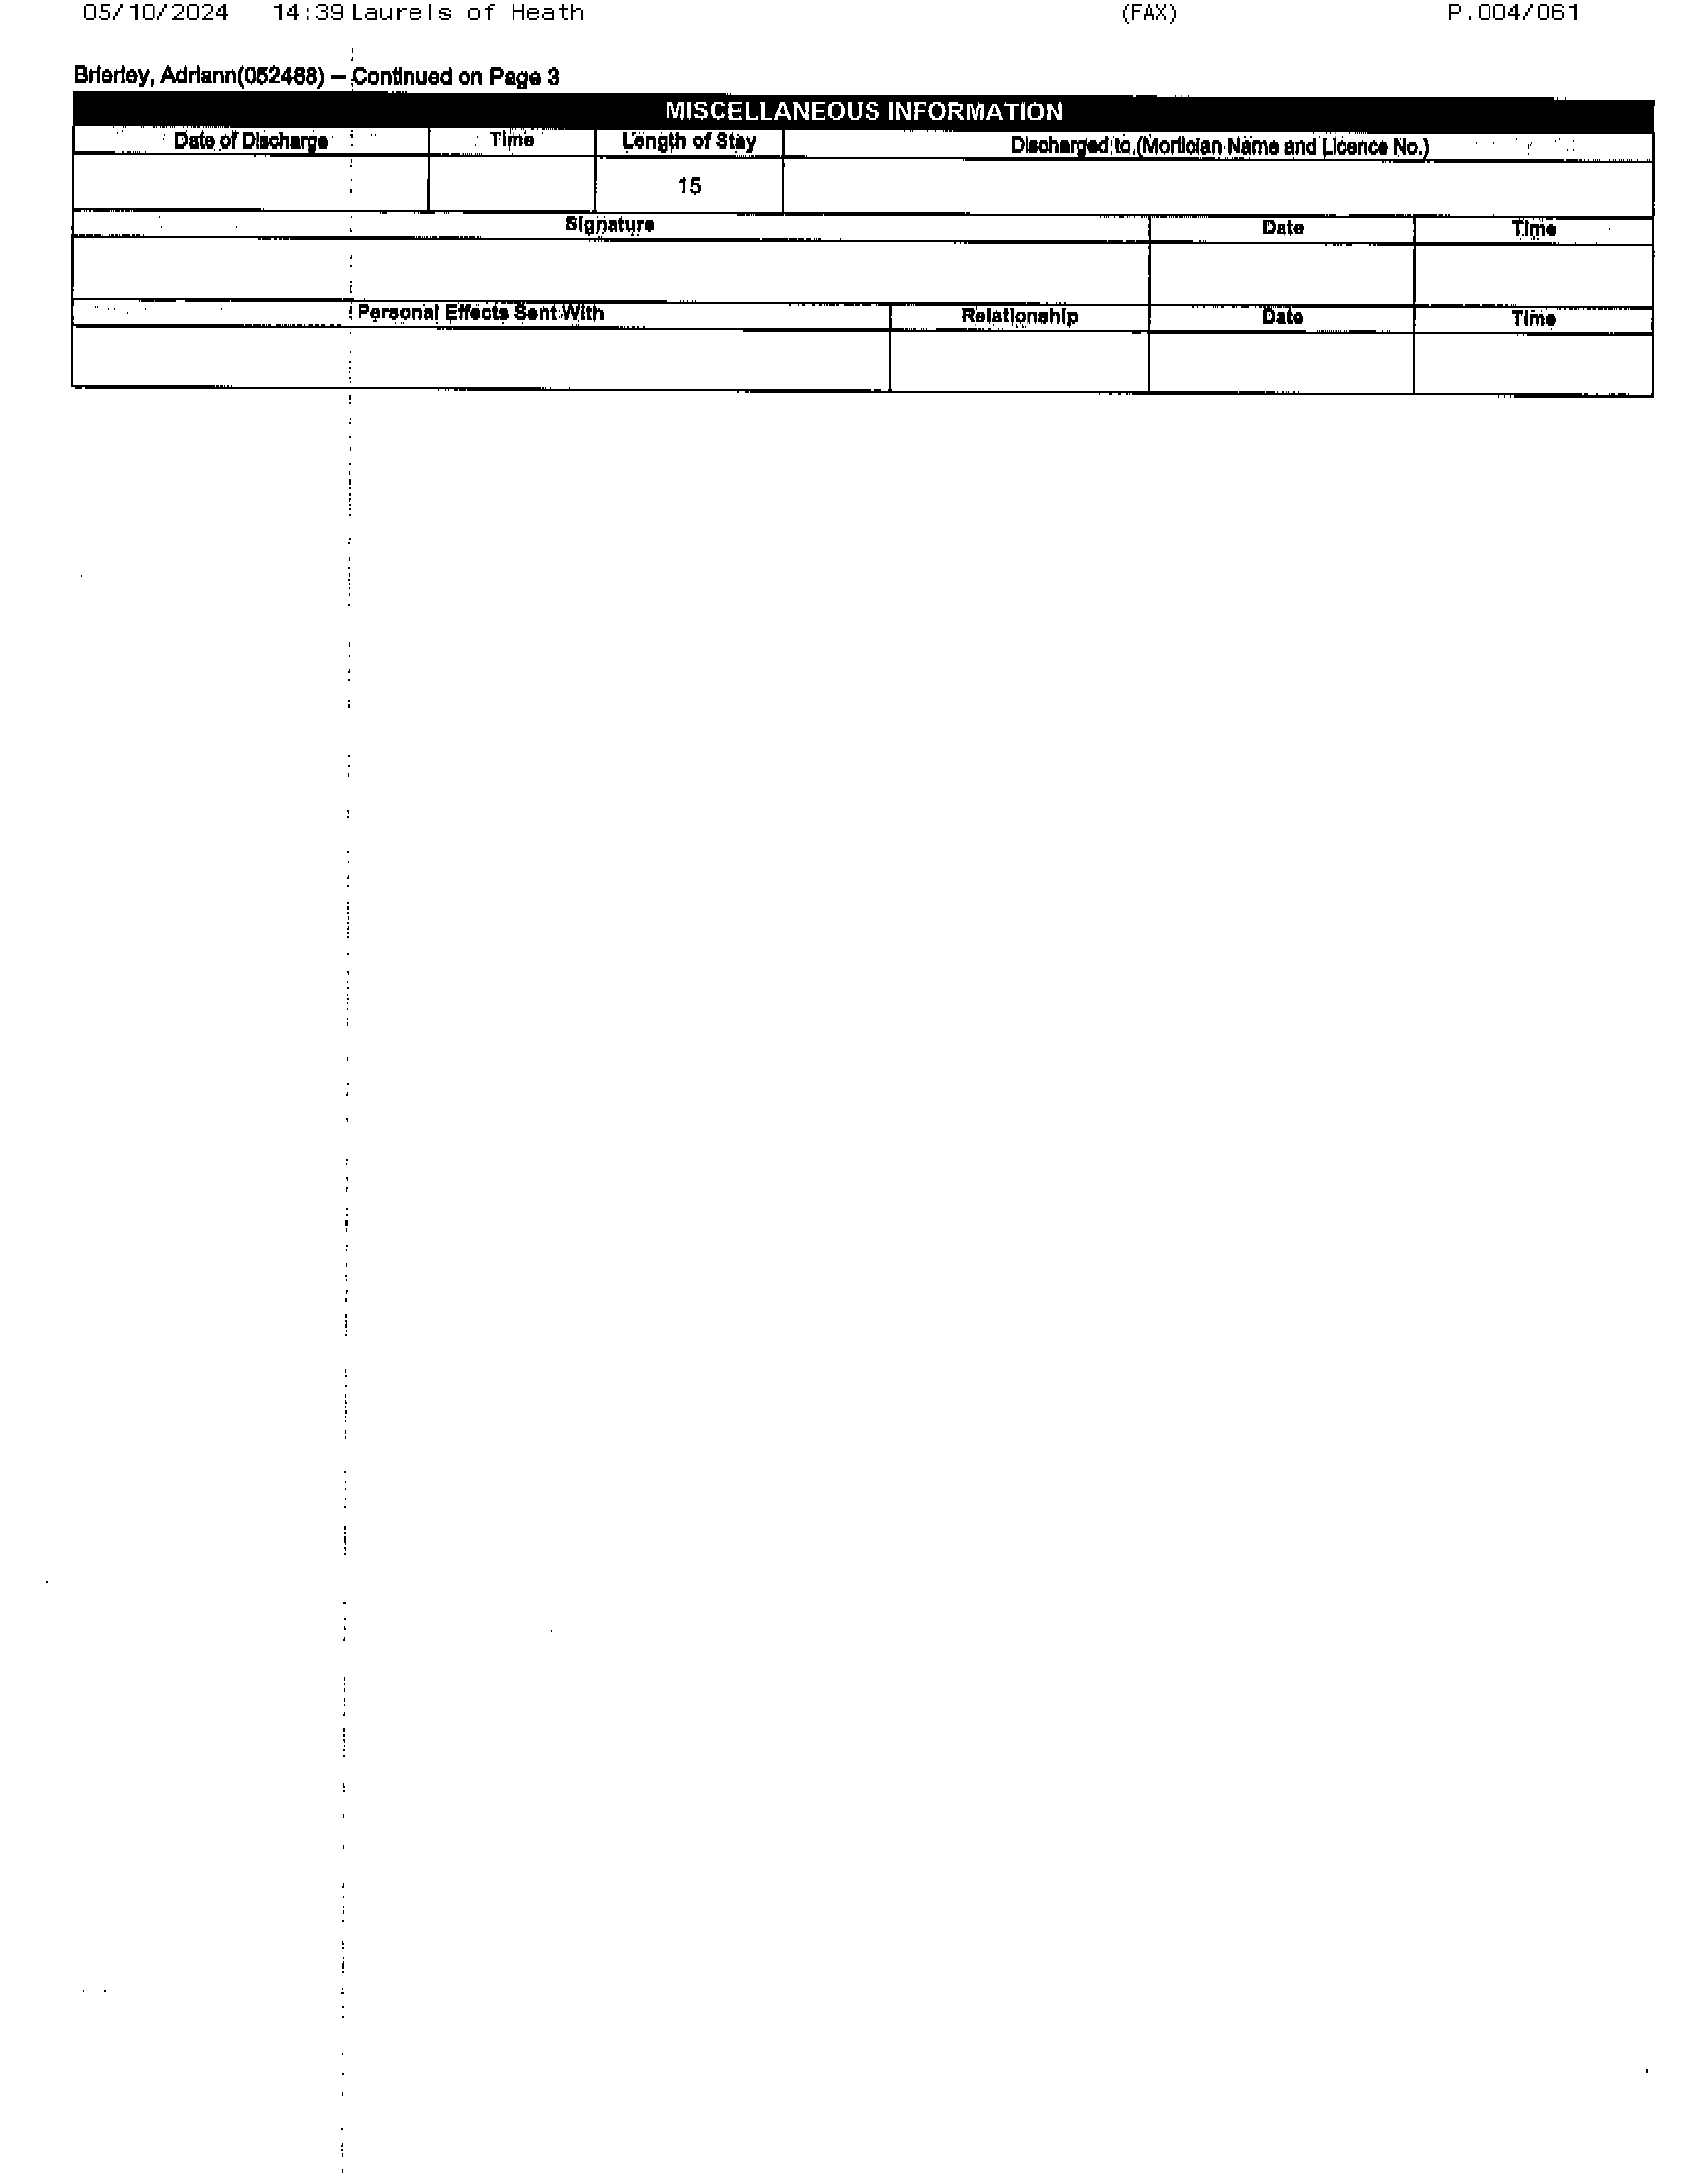 05/10/2024 14:39 Laurels of Heath (FAX) P.004/061
Brierley, Adriann(052488) – Continued on Page 3
MISCELLANEOUS INFORMATION
Date of Discharge Time Length of Stay Discharged to (Mortician Name and Licence No.)
15
Signature Date Time
Personal Effects Sent With Relationship Date Time